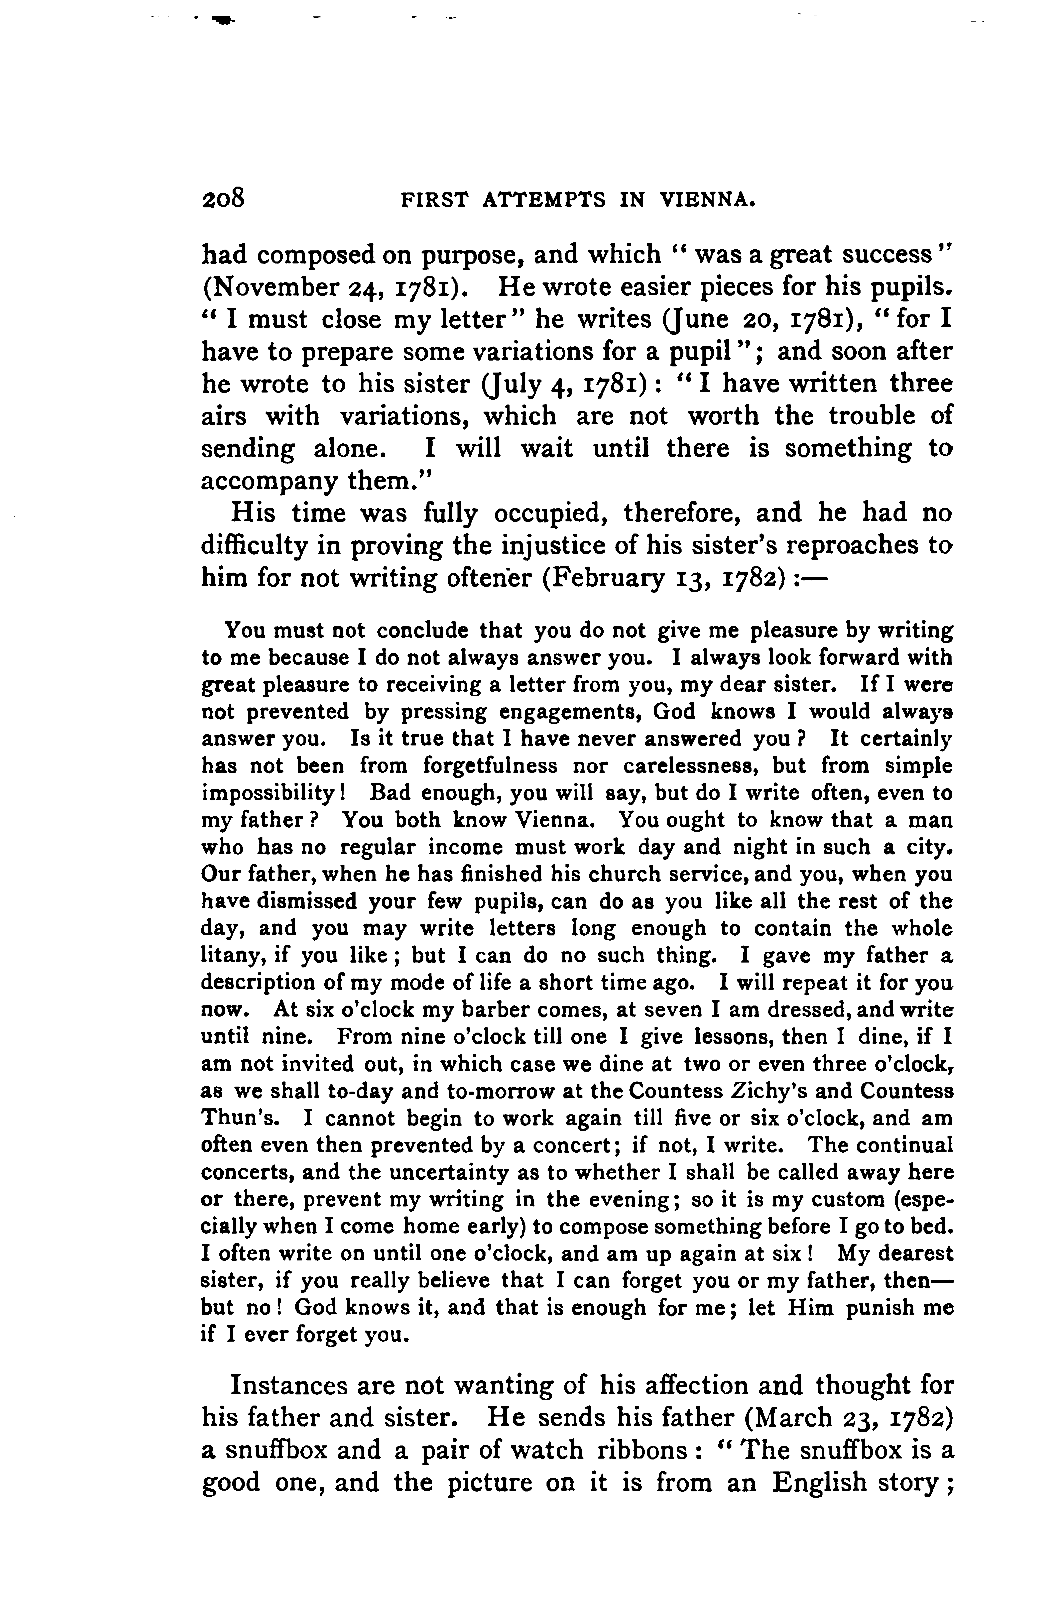 208 FIRST ATTEMPTS IN VIENNA.
had composed on purpose, and which “ was a great success ”
(November 24, 1781). He wrote easier pieces for his pupils.
“ I must close my letter ” he writes (June 20, 1781), “ for I
have to prepare some variations for a pupil ” ; and soon after
he wrote to his sister (July 4, 1781) : “ I have written three
airs with variations, which are not worth the trouble of
sending alone. I will wait until there is something to
accompany them.”
His time was fully occupied, therefore, and he had no
difficulty in proving the injustice of his sister’s reproaches to
him for not writing oftener (February 13, 1782) :—
You must not conclude that you do not give me pleasure by writing
to me because I do not always answer you. I always look forward with
great pleasure to receiving a letter from you, my dear sister. If I were
not prevented by pressing engagements, God knows I would always
answer you. Is it true that I have never answered you ? It certainly
has not been from forgetfulness nor carelessness, but from simple
impossibility ! Bad enough, you will say, but do I write often, even to
my father ? You both know Vienna. You ought to know that a man
who has no regular income must work day and night in such a city.
Our father, when he has finished his church service, and you, when you
have dismissed your few pupils, can do as you like all the rest of the
day, and you may write letters long enough to contain the whole
litany, if you like ; but I can do no such thing. I gave my father a
description of my mode of life a short time ago. I will repeat it for you
now. At six o’clock my barber comes, at seven I am dressed, and write
until nine. From nine o’clock till one I give lessons, then I dine, if I
am not invited out, in which case we dine at two or even three o’clock,
as we shall to-day and to-morrow at the Countess Zichy’s and Countess
Thun’s. I cannot begin to work again till five or six o’clock, and am
often even then prevented by a concert ; if not, I write. The continual
concerts, and the uncertainty as to whether I shall be called away here
or there, prevent my writing in the evening ; so it is my custom (espe-
cially when I come home early) to compose something before I go to bed.
I often write on until one o’clock, and am up again at six ! My dearest
sister, if you really believe that I can forget you or my father, then—
but no ! God knows it, and that is enough for me ; let Him punish me
if I ever forget you.
Instances are not wanting of his affection and thought for
his father and sister. He sends his father (March 23, 1782)
a snuffbox and a pair of watch ribbons : “ The snuffbox is a
good one, and the picture on it is from an English story ;